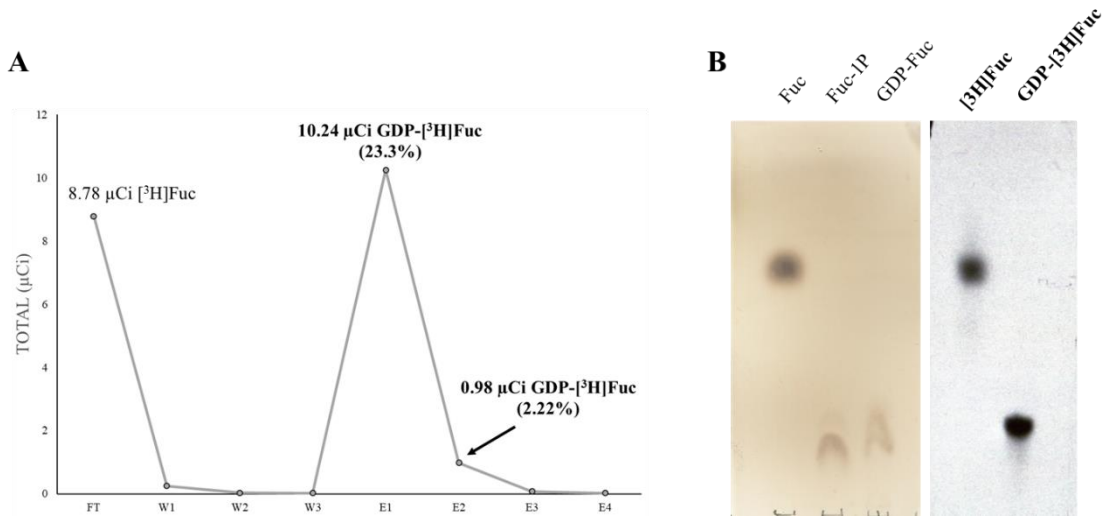 A
12
10
8
6
4
2
0
TOTAL (µCi)
8.78 µCi [³H]Fuc
10.24 µCi GDP-[³H]Fuc
(23.3%)
0.98 µCi GDP-[³H]Fuc
(2.22%)
FT W1 W2 W3 E1 E2 E3 E4
B
Fuc
Fuc-1P
GDP-Fuc
[3H]Fuc
GDP-[3H]Fuc